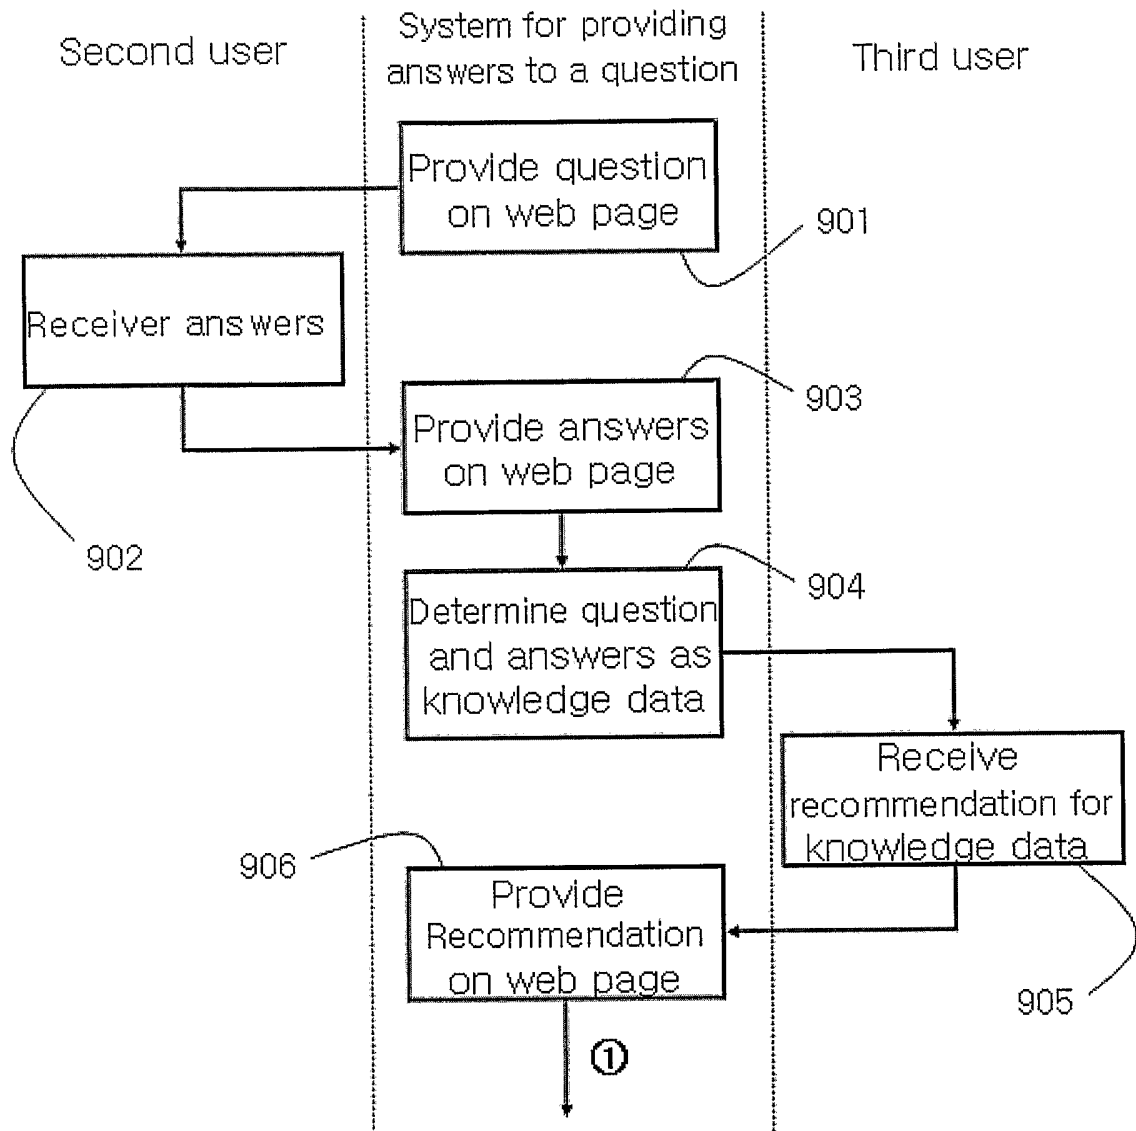 Second user
System for providing
answers to a question
Third user
Provide question
on web page
901
Receiver answers
902
903
Provide answers
on web page
904
Determine question
and answers as
knowledge data
Receive
recommendation for
knowledge data
905
906
Provide
Recommendation
on web page
①